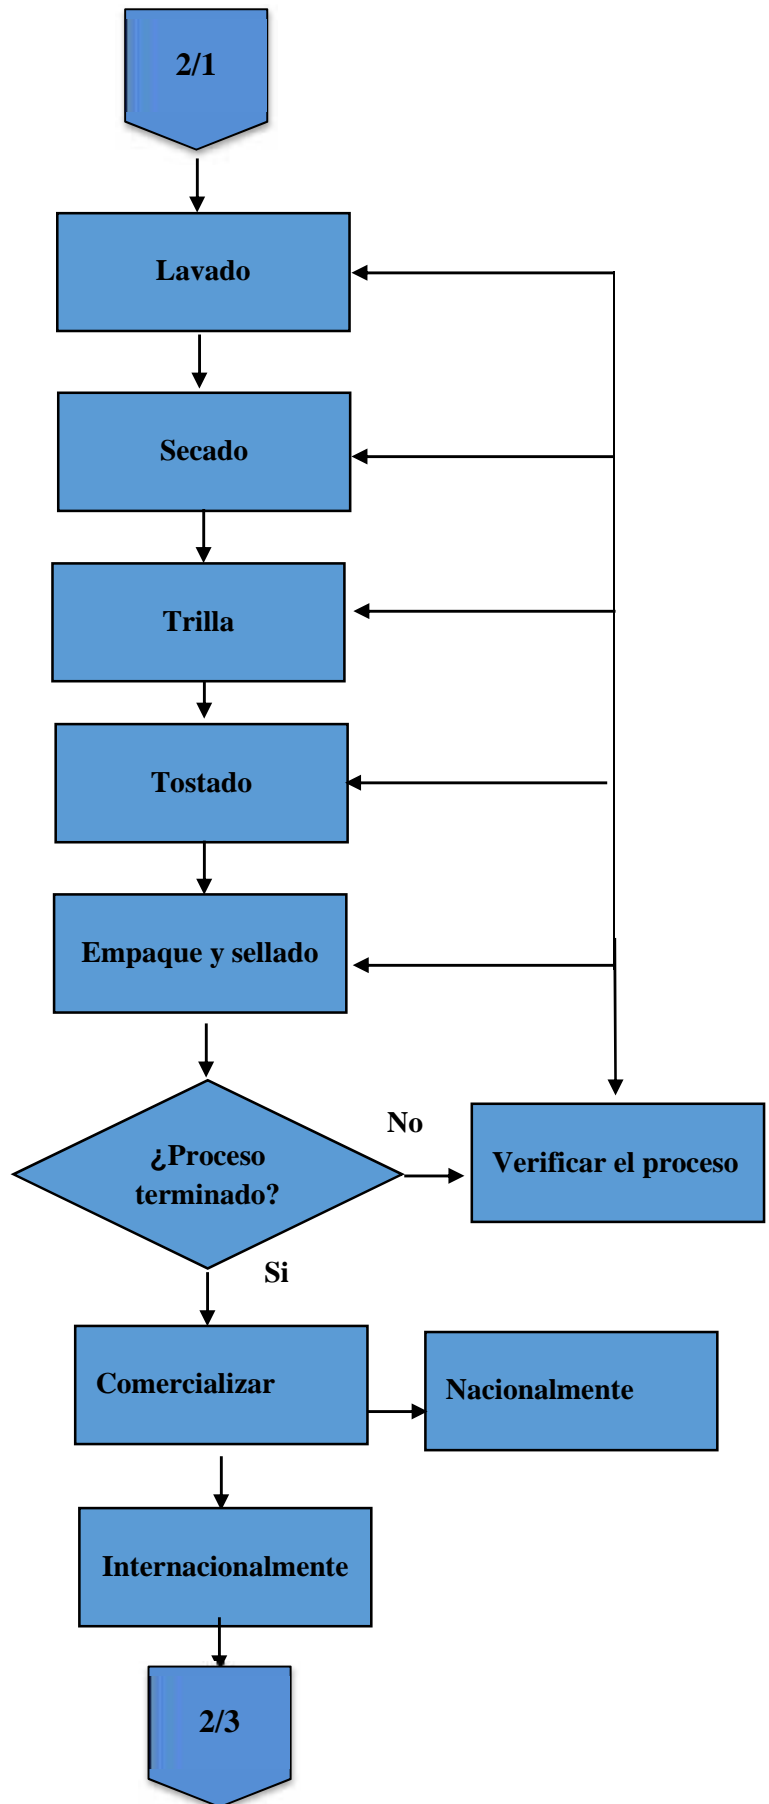 2/1
Lavado
Secado
Trilla
Tostado
Empaque y sellado
¿Proceso
terminado?
No
Verificar el proceso
Si
Comercializar
Nacionalmente
Internacionalmente
2/3